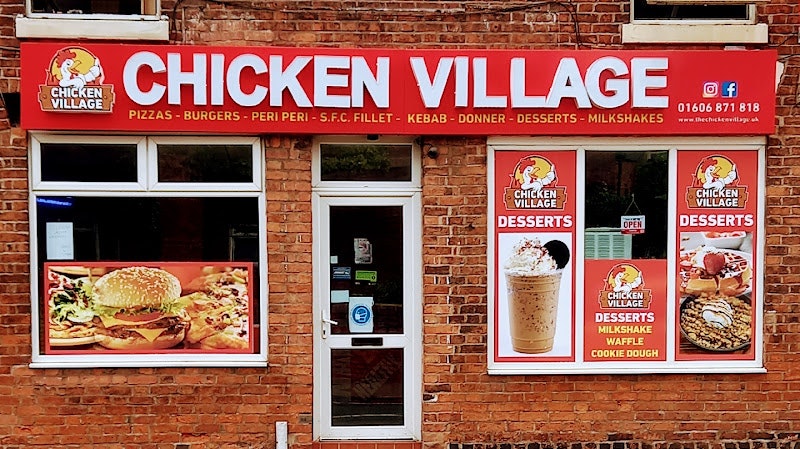 CHICKEN VILLAGE
CHICKEN
VILLAGE
PIZZAS - BURGERS - PERI PERI - S.F.C. FILLET - KEBAB - DONNER - DESSERTS - MILKSHAKES
01606 871 818
www.thechickenvillage.uk
CHICKEN
VILLAGE
DESSERTS
OPEN
CHICKEN
VILLAGE
DESSERTS
MILKSHAKE
WAFFLE
COOKIE DOUGH
CHICKEN
VILLAGE
DESSERTS